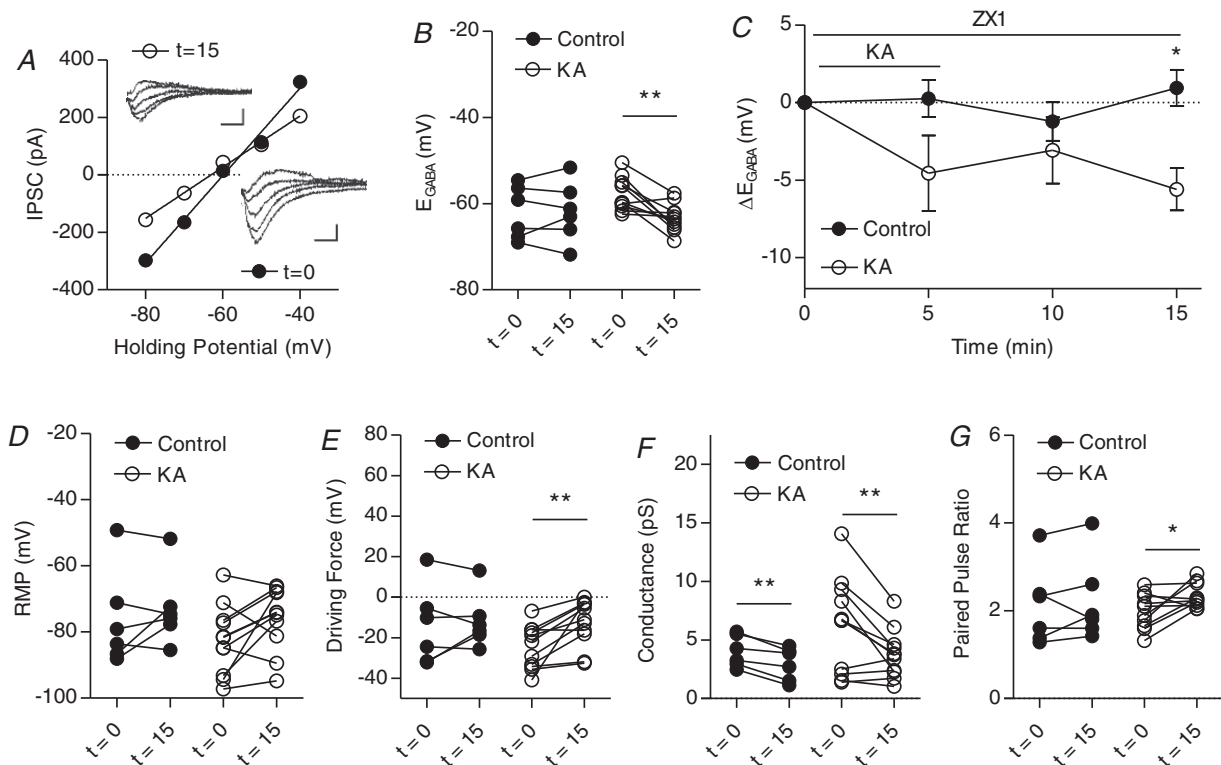 A
t=15
400
200
0
-200
-400
IPSC (pA)
t=0
-80
-60
-40
Holding Potential (mV)
B
Control
KA
**
-20
-40
-60
-80
E_GABA (mV)
t = 0
t = 15
t = 0
t = 15
C
ZX1
KA
*
5
0
-5
-10
ΔE_GABA (mV)
Control
KA
0
5
10
15
Time (min)
D
Control
KA
-20
-40
-60
-80
-100
RMP (mV)
t = 0
t = 15
t = 0
t = 15
E
Control
KA
**
80
60
40
20
0
-20
-40
Driving Force (mV)
t = 0
t = 15
t = 0
t = 15
F
Control
KA
**
**
20
15
10
5
0
Conductance (pS)
t = 0
t = 15
t = 0
t = 15
G
Control
KA
*
6
4
2
0
Paired Pulse Ratio
t = 0
t = 15
t = 0
t = 15